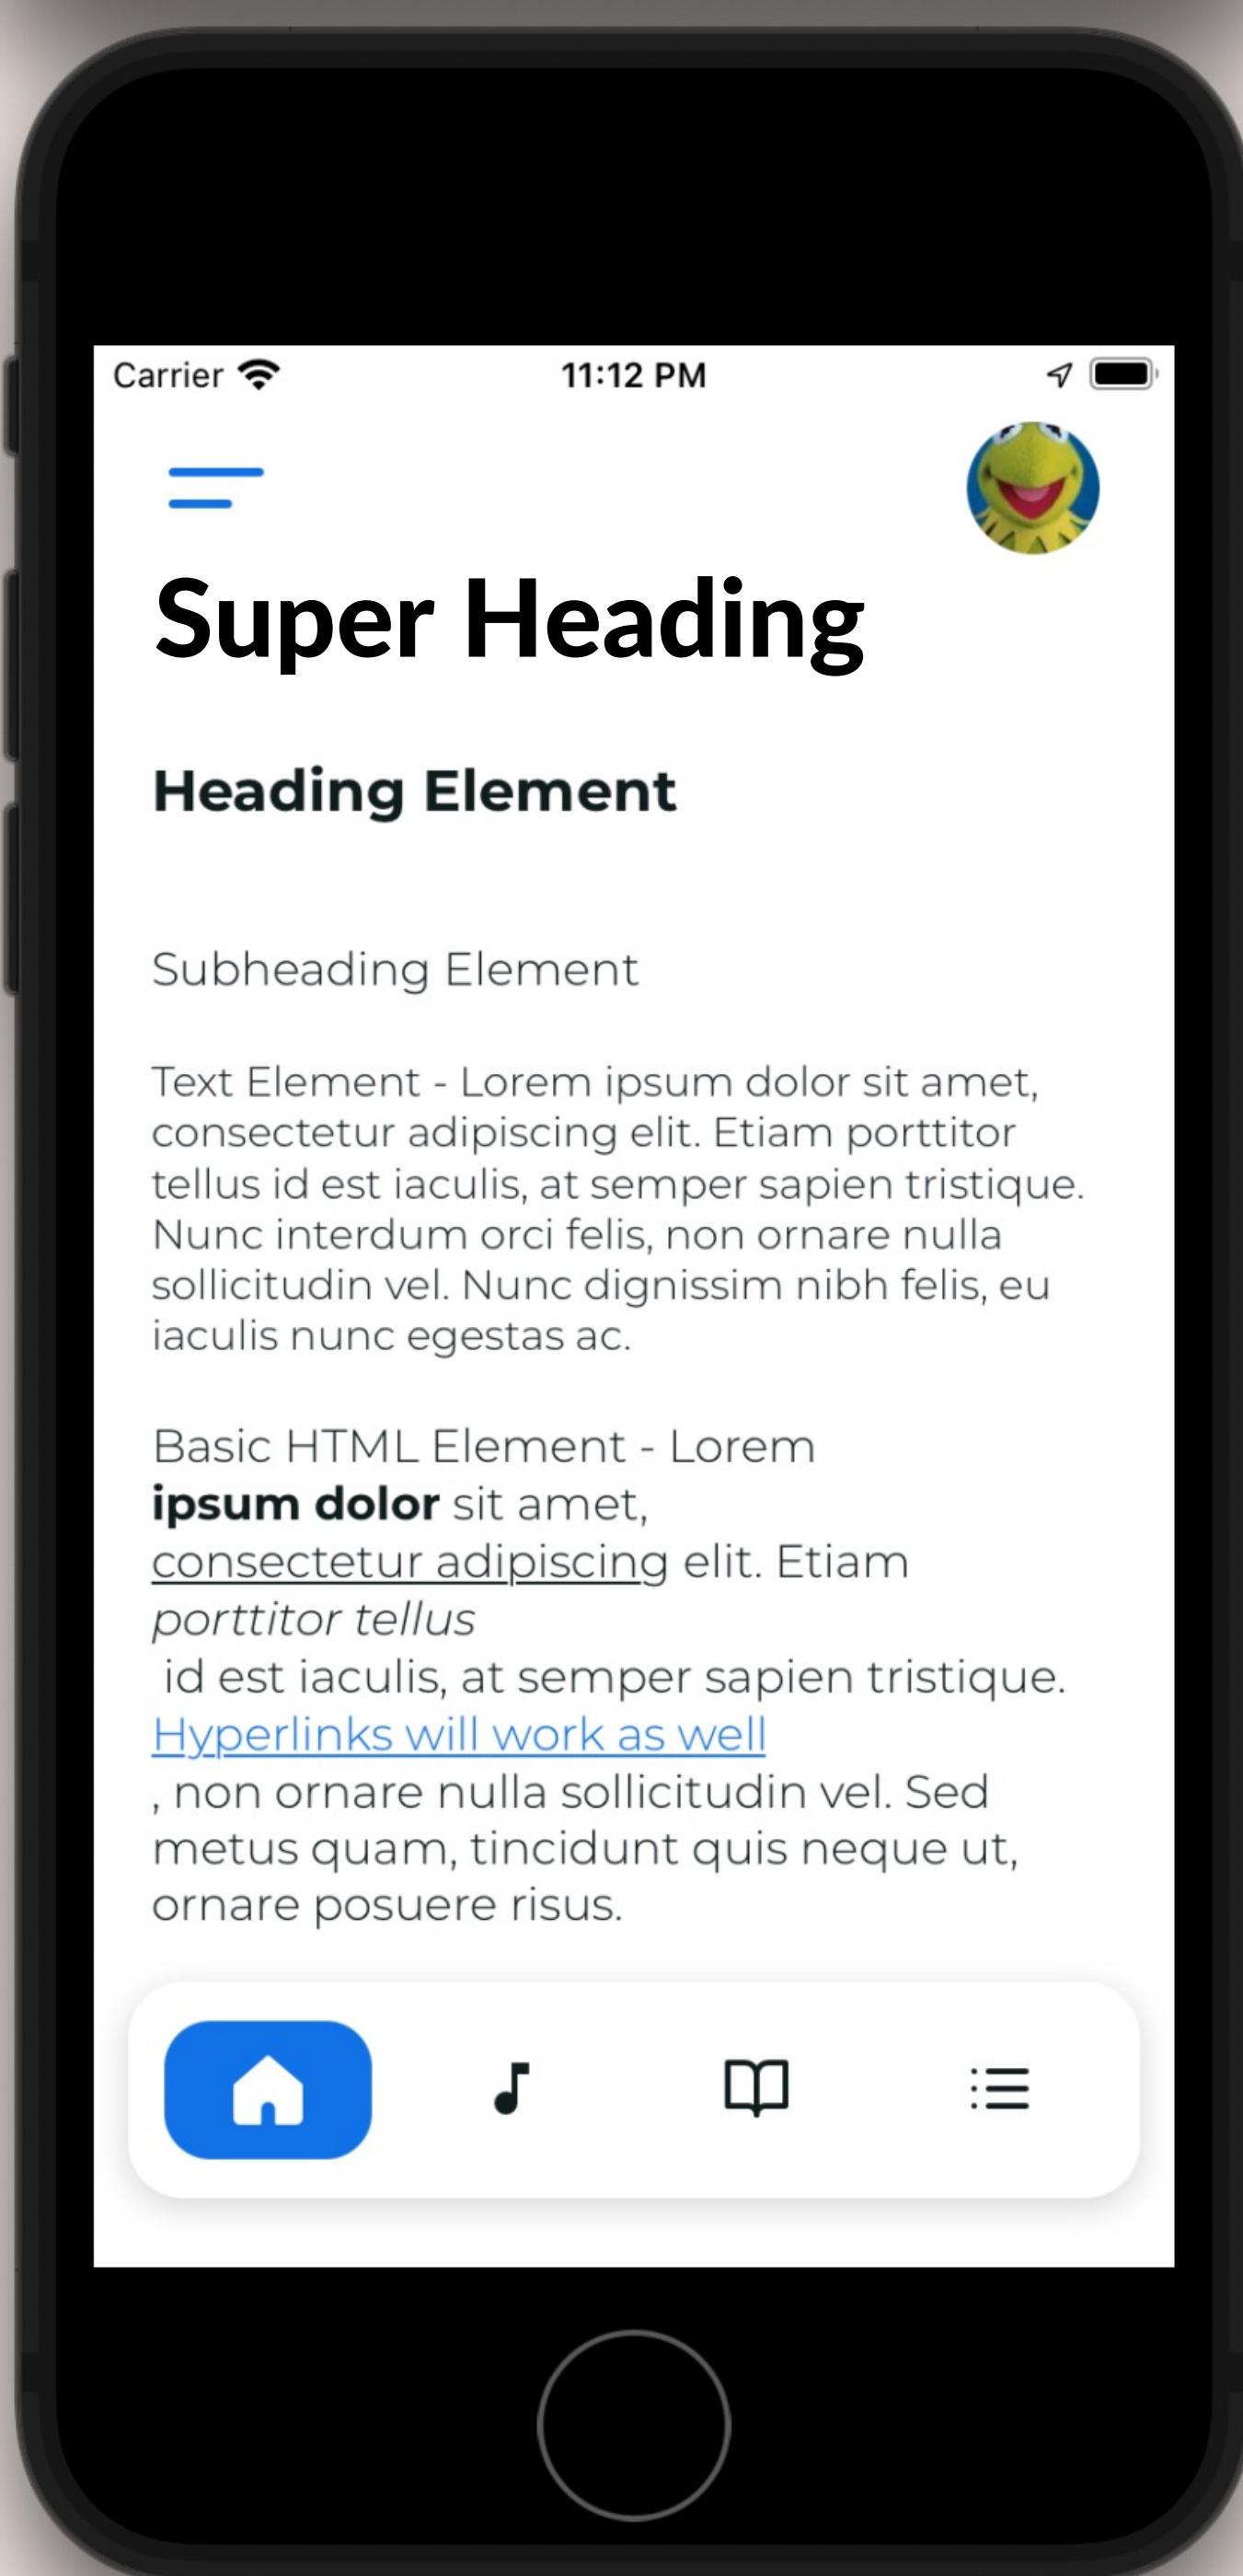 Carrier 11:12 PM
Super Heading
Heading Element
Subheading Element
Text Element - Lorem ipsum dolor sit amet,
consectetur adipiscing elit. Etiam porttitor
tellus id est iaculis, at semper sapien tristique.
Nunc interdum orci felis, non ornare nulla
sollicitudin vel. Nunc dignissim nibh felis, eu
iaculis nunc egestas ac.
Basic HTML Element - Lorem
ipsum dolor sit amet,
consectetur adipiscing elit. Etiam
porttitor tellus
id est iaculis, at semper sapien tristique.
Hyperlinks will work as well
, non ornare nulla sollicitudin vel. Sed
metus quam, tincidunt quis neque ut,
ornare posuere risus.